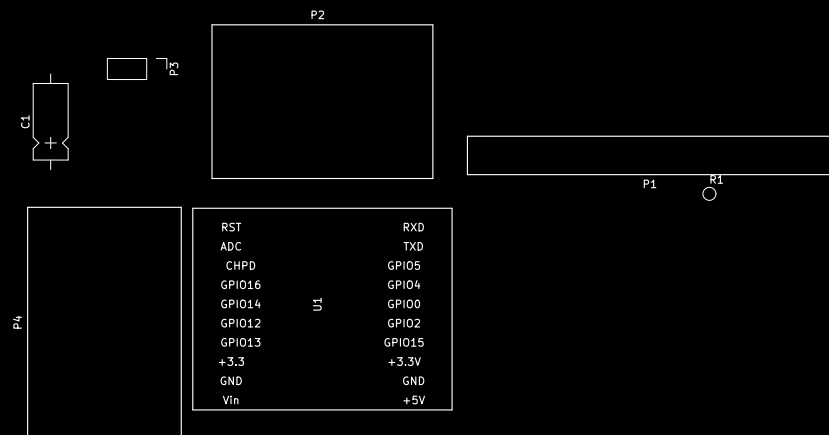 P2
P3
C1
P1
R1
RST RXD
ADC TXD
CHPD GPIO5
GPIO16 GPIO4
GPIO14 GPIO0
U1
GPIO12 GPIO2
P4
GPIO13 GPIO15
+3.3 +3.3V
GND GND
Vin +5V